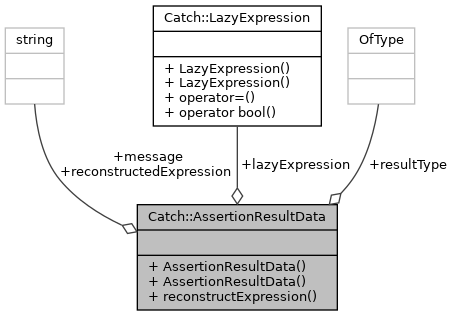 string
Catch::LazyExpression
+ LazyExpression()
+ LazyExpression()
+ operator=()
+ operator bool()
OfType
+message
+reconstructedExpression
+lazyExpression
+resultType
Catch::AssertionResultData
+ AssertionResultData()
+ AssertionResultData()
+ reconstructExpression()